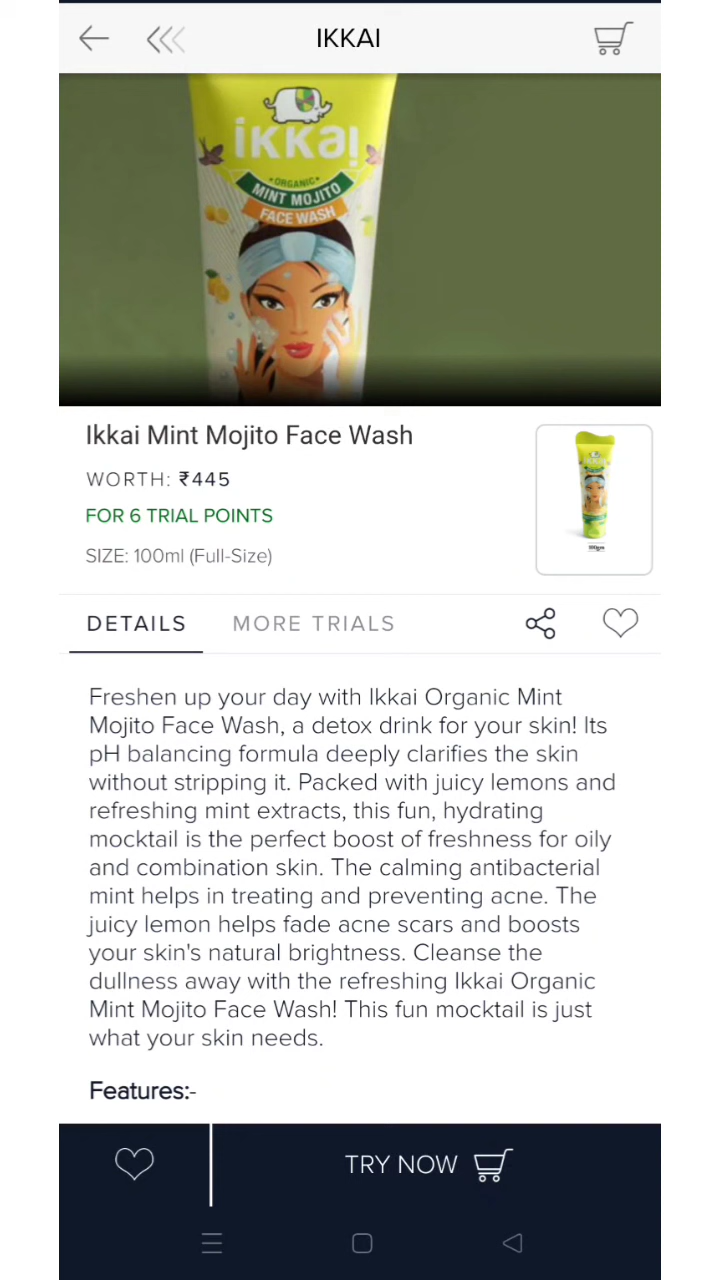 IKKAI
ikkai
•ORGANIC•
MINT MOJITO
FACE WASH
Ikkai Mint Mojito Face Wash
WORTH: ₹445
FOR 6 TRIAL POINTS
SIZE: 100ml (Full-Size)
ikkai
DETAILS MORE TRIALS
Freshen up your day with Ikkai Organic Mint
Mojito Face Wash, a detox drink for your skin! Its
pH balancing formula deeply clarifies the skin
without stripping it. Packed with juicy lemons and
refreshing mint extracts, this fun, hydrating
mocktail is the perfect boost of freshness for oily
and combination skin. The calming antibacterial
mint helps in treating and preventing acne. The
juicy lemon helps fade acne scars and boosts
your skin's natural brightness. Cleanse the
dullness away with the refreshing Ikkai Organic
Mint Mojito Face Wash! This fun mocktail is just
what your skin needs.
Features:-
TRY NOW